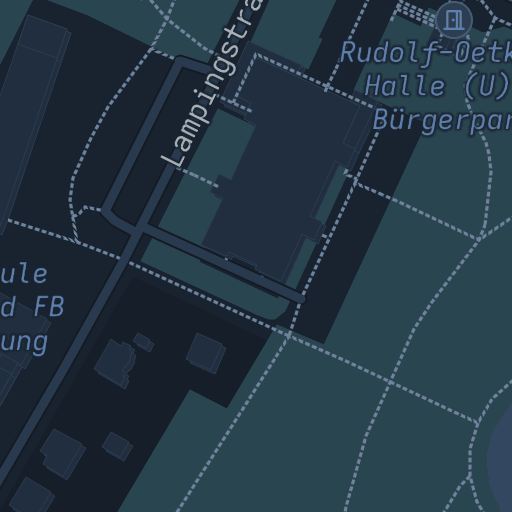 Lampingstra
Rudolf-Oetk
Halle (U)
Bürgerpar
ule
d FB
ung